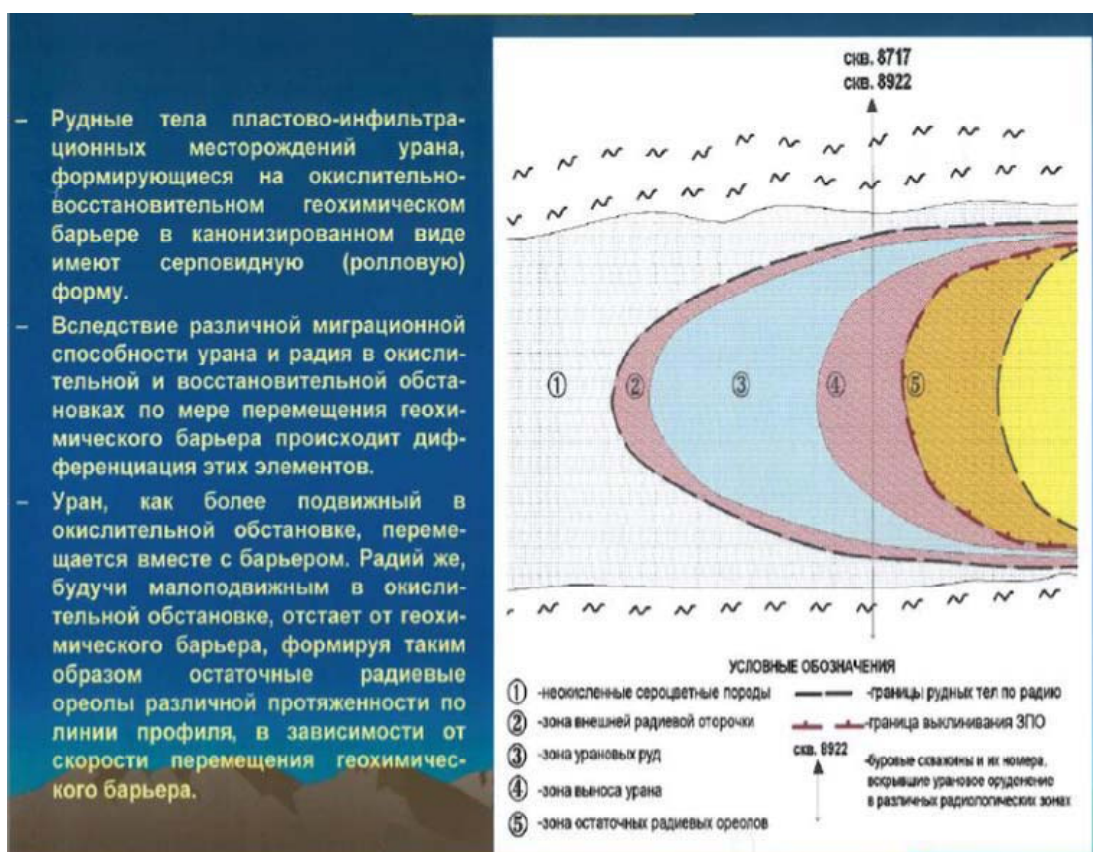 – Рудные тела пластово-инфильтра-
ционных месторождений урана,
формирующиеся на окислительно-
восстановительном геохимическом
барьере в канонизированном виде
имеют серповидную (ролловую)
форму.
– Вследствие различной миграционной
способности урана и радия в окисли-
тельной и восстановительной обста-
новках по мере перемещения геохи-
мического барьера происходит диф-
ференциация этих элементов.
– Уран, как более подвижный в
окислительной обстановке, переме-
щается вместе с барьером. Радий же,
будучи малоподвижным в окисли-
тельной обстановке, отстает от геохи-
мического барьера, формируя таким
образом остаточные радиевые
ореолы различной протяженности по
линии профиля, в зависимости от
скорости перемещения геохимичес-
кого барьера.
скв. 8717
скв. 8922
① ② ③ ④ ⑤
УСЛОВНЫЕ ОБОЗНАЧЕНИЯ
① -неокисленные сероцветные породы
② -зона внешней радиевой оторочки
③ -зона урановых руд
④ -зона выноса урана
⑤ -зона остаточных радиевых ореолов
-границы рудных тел по радию
-граница выклинивания ЗПО
скв. 8922
-буровые скважины и их номера,
вскрывшие урановое оруденение
в различных радиологических зонах